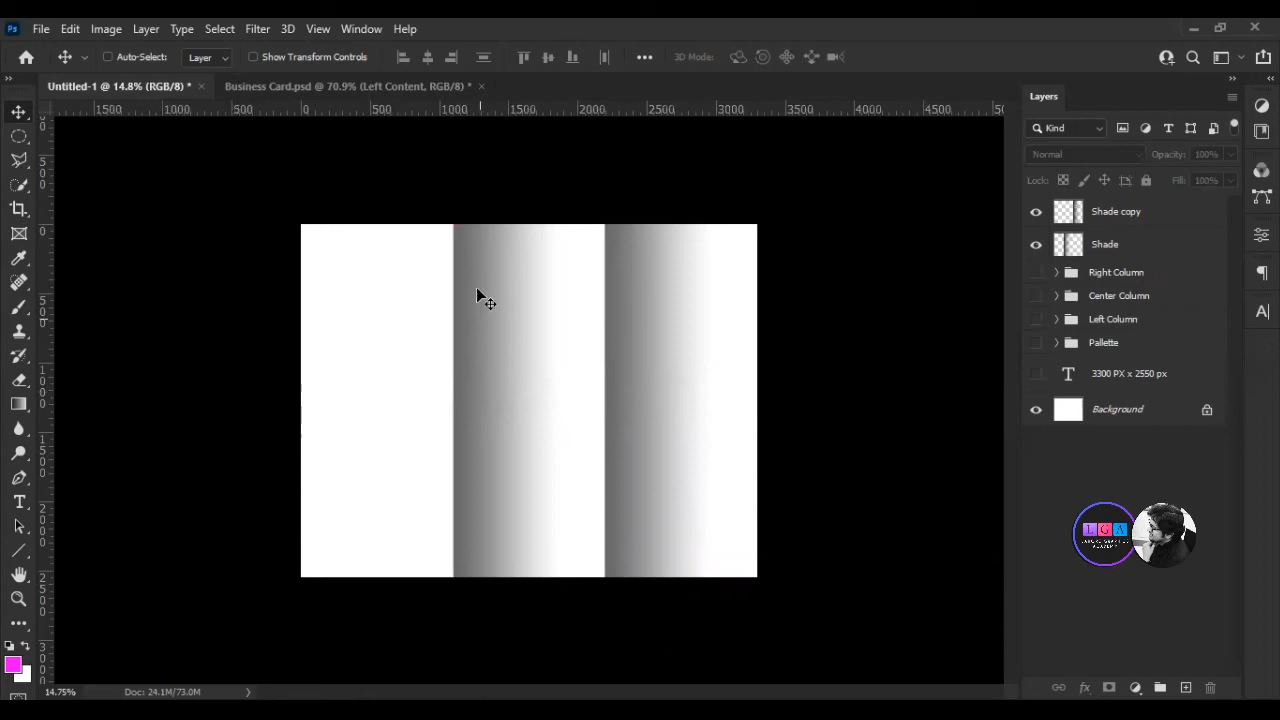 Ps File Edit Image Layer Type Select Filter 3D View Window Help
Auto-Select: Layer Show Transform Controls 3D Mode:
Untitled-1 @ 14.8% (RGB/8) * Business Card.psd @ 70.9% (Left Content, RGB/8) *
1500 1000 500 0 500 1000 1500 2000 2500 3000 3500 4000 4500
Layers
Kind
Normal Opacity: 100%
Lock: Fill: 100%
Shade copy
Shade
Right Column
Center Column
Left Column
Pallette
3300 PX x 2550 px
Background
LGA
14.75% Doc: 24.1M/73.0M